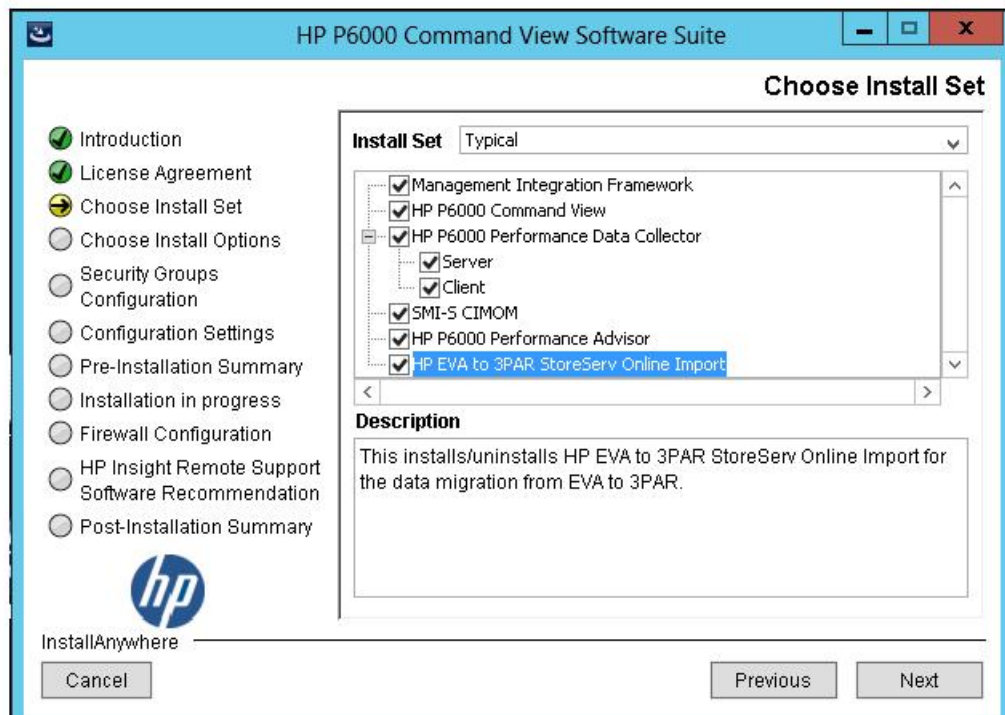 HP P6000 Command View Software Suite
Choose Install Set
Introduction
License Agreement
Choose Install Set
Choose Install Options
Security Groups
Configuration
Configuration Settings
Pre-Installation Summary
Installation in progress
Firewall Configuration
HP Insight Remote Support
Software Recommendation
Post-Installation Summary
hp
Install Set Typical
Management Integration Framework
HP P6000 Command View
HP P6000 Performance Data Collector
Server
Client
SMI-S CIMOM
HP P6000 Performance Advisor
HP EVA to 3PAR StoreServ Online Import
Description
This installs/uninstalls HP EVA to 3PAR StoreServ Online Import for
the data migration from EVA to 3PAR.
InstallAnywhere
Cancel Previous Next